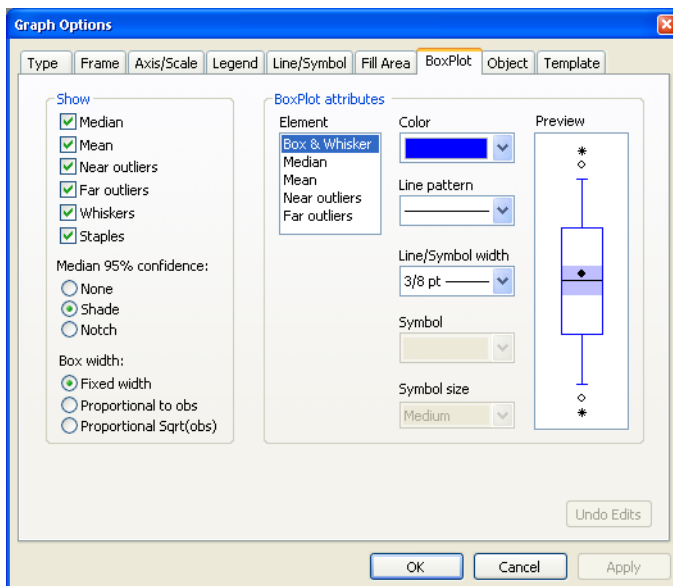 Graph Options
Type
Frame
Axis/Scale
Legend
Line/Symbol
Fill Area
BoxPlot
Object
Template
Show
Median
Mean
Near outliers
Far outliers
Whiskers
Staples
Median 95% confidence:
None
Shade
Notch
Box width:
Fixed width
Proportional to obs
Proportional Sqrt(obs)
BoxPlot attributes
Element
Box & Whisker
Median
Mean
Near outliers
Far outliers
Color
Line pattern
Line/Symbol width
3/8 pt
Symbol
Symbol size
Medium
Preview
Undo Edits
OK
Cancel
Apply